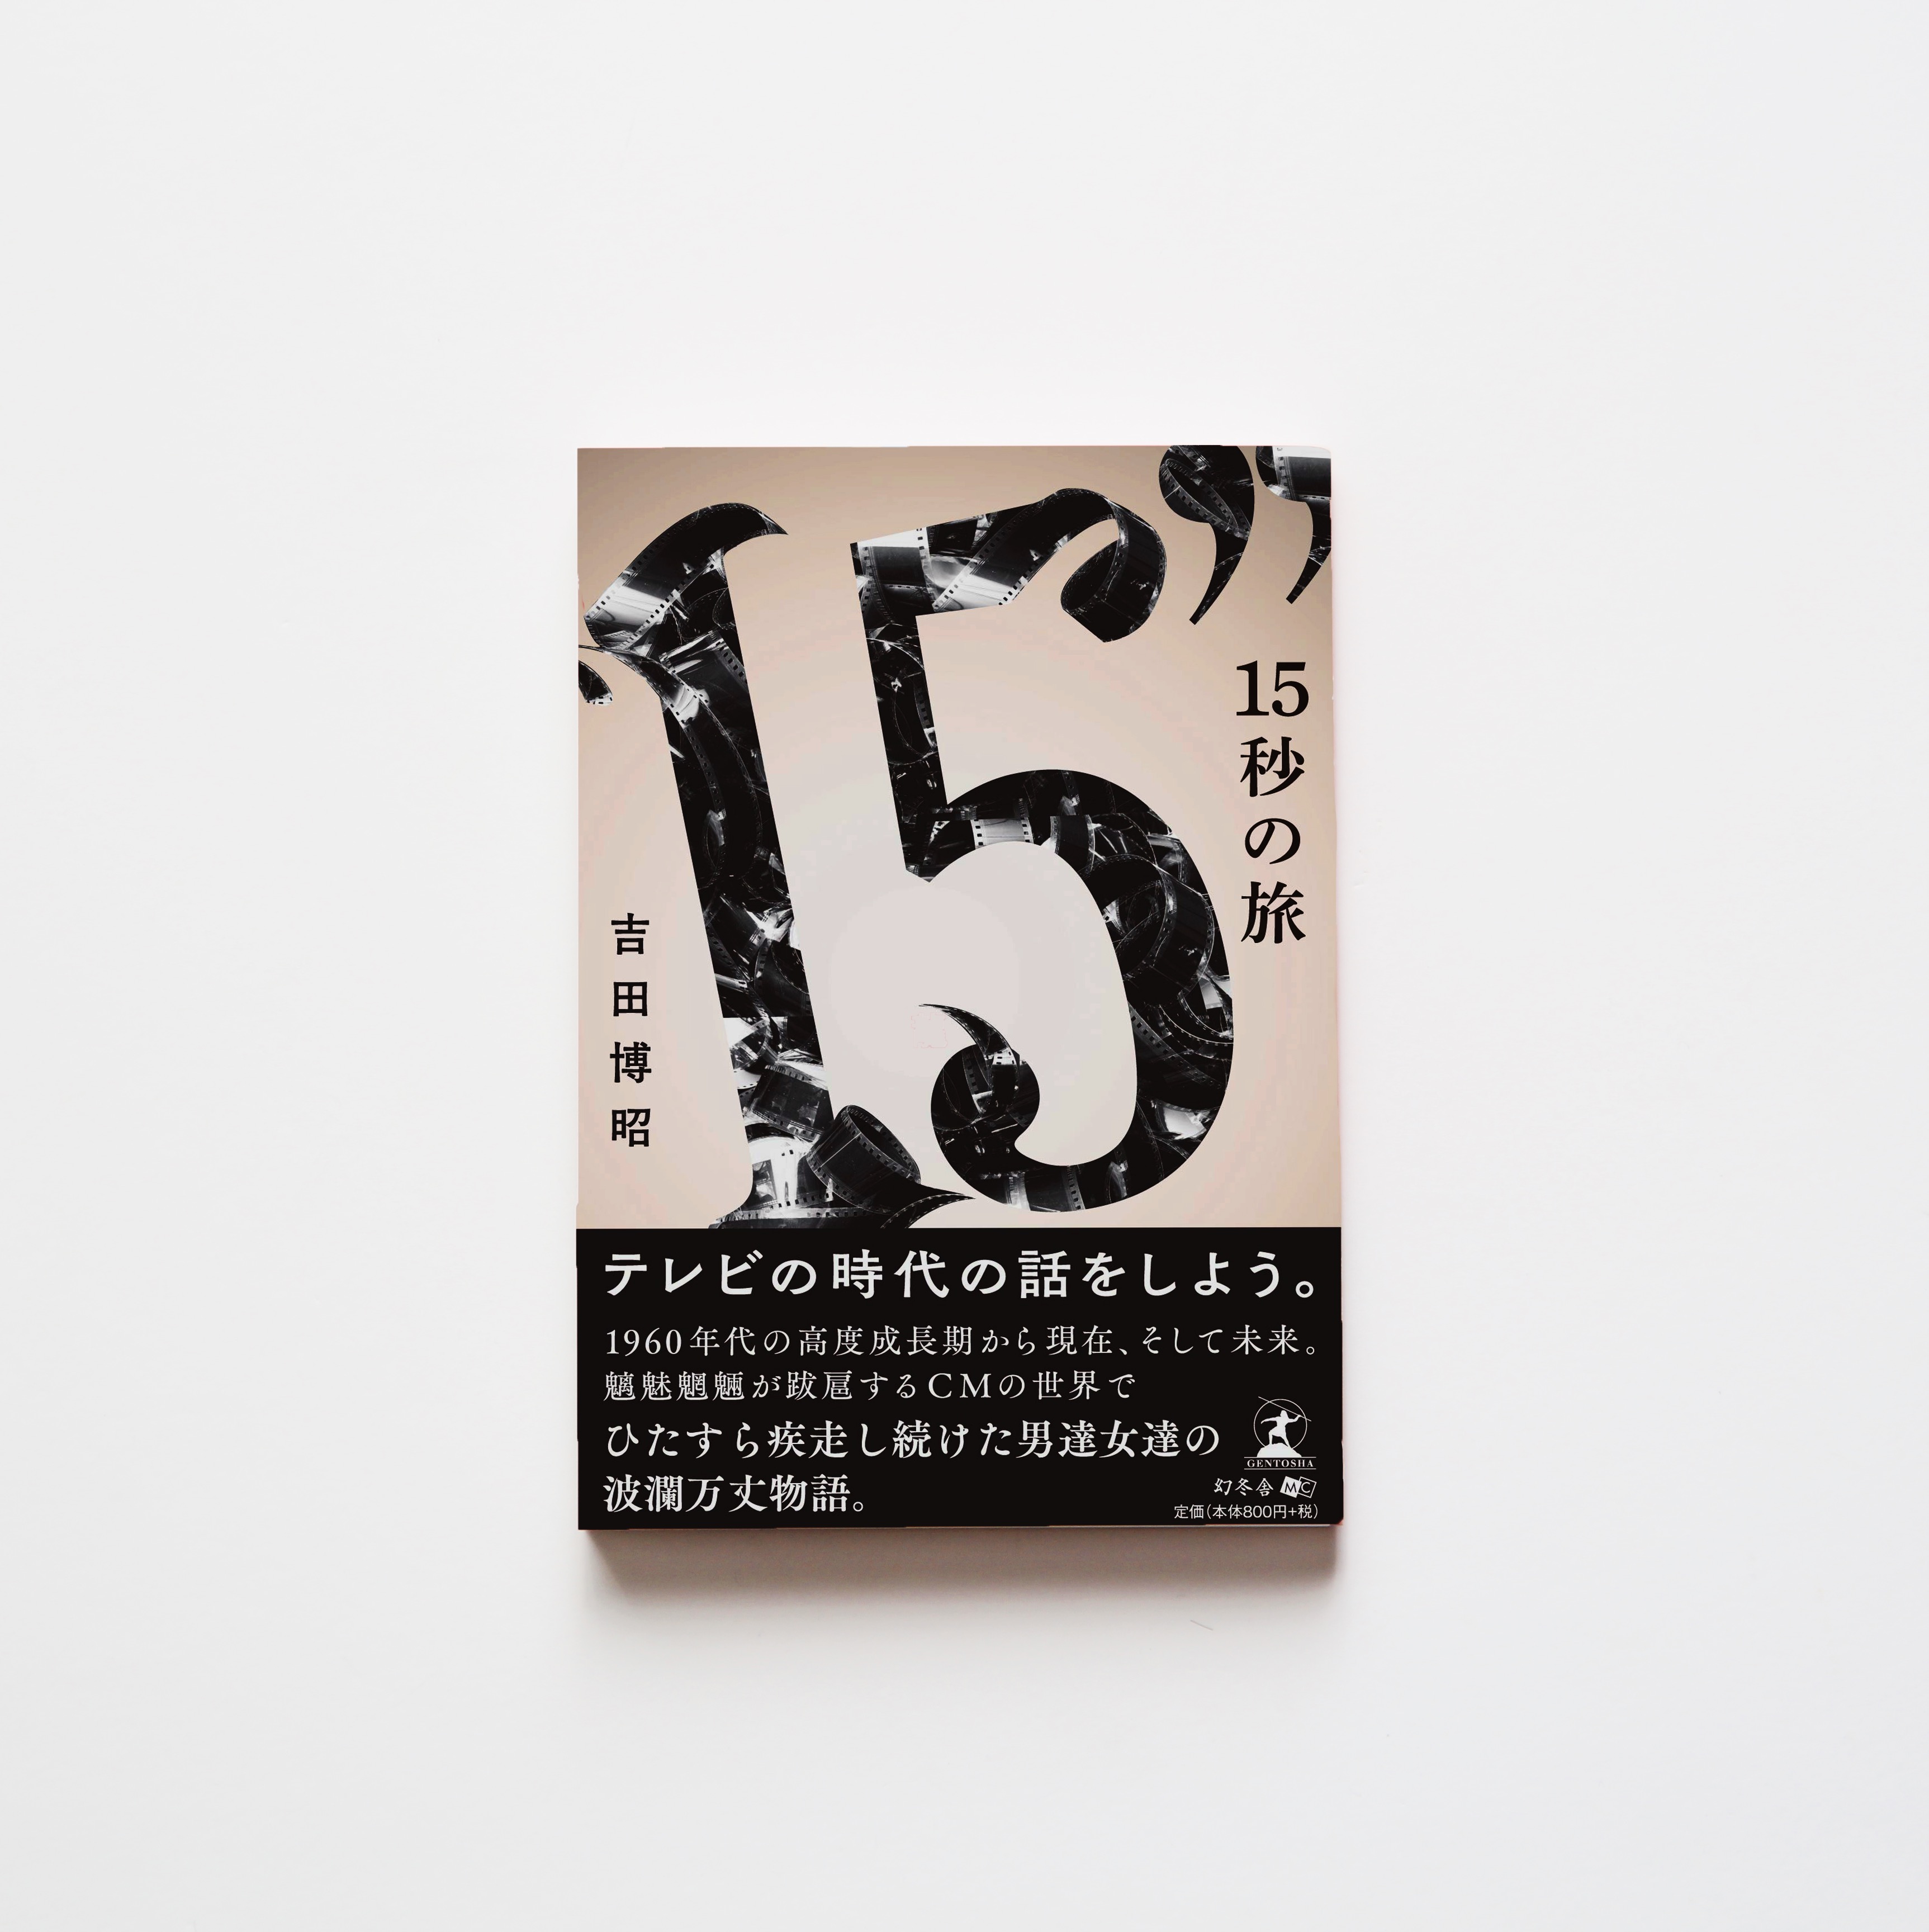 15”
15秒の旅
吉田博昭
テレビの時代の話をしよう。
1960年代の高度成長期から現在、そして未来。
魑魅魍魎が跋扈するCMの世界で
ひたすら疾走し続けた男達女達の
波瀾万丈物語。
GENTOSHA
幻冬舎 MC
定価(本体800円+税)